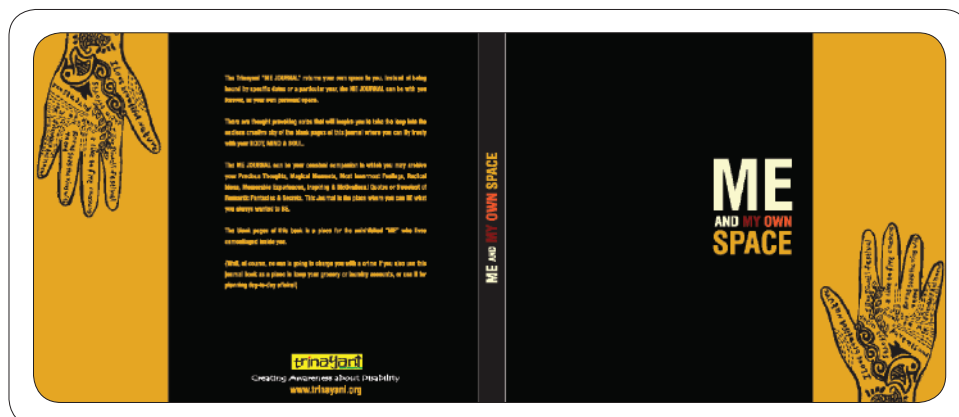 The Trinayani "ME JOURNAL" returns your own space to you. Instead of being
bound by specific dates or a particular year, the ME JOURNAL can be with you
forever, as your own personal space.
There are thought provoking notes that will inspire you to take the leap into the
endless creative sky of the blank pages of this journal where you can fly freely
with your BODY, MIND & SOUL.
The ME JOURNAL can be your constant companion in which you may enclose
your Precious Thoughts, Magical Moments, Most Innermost Feelings, Radical
Ideas, Memorable Experiences, Inspiring & Motivational Quotes or
Romantic Fantasies & Secrets. This Journal is the place where you can BE what
you always wanted to BE.
The blank pages of this book is a place for the uninhibited "ME" who lives
camouflaged inside you.
(Well, of course, no one is going to charge you with a crime if you also use this
journal book as a place to keep your grocery or laundry accounts, or use it for
planning day-to-day
trinayani
Creating Awareness about Disability
www.trinayani.org
ME AND MY OWN SPACE
ME
AND MY OWN
SPACE